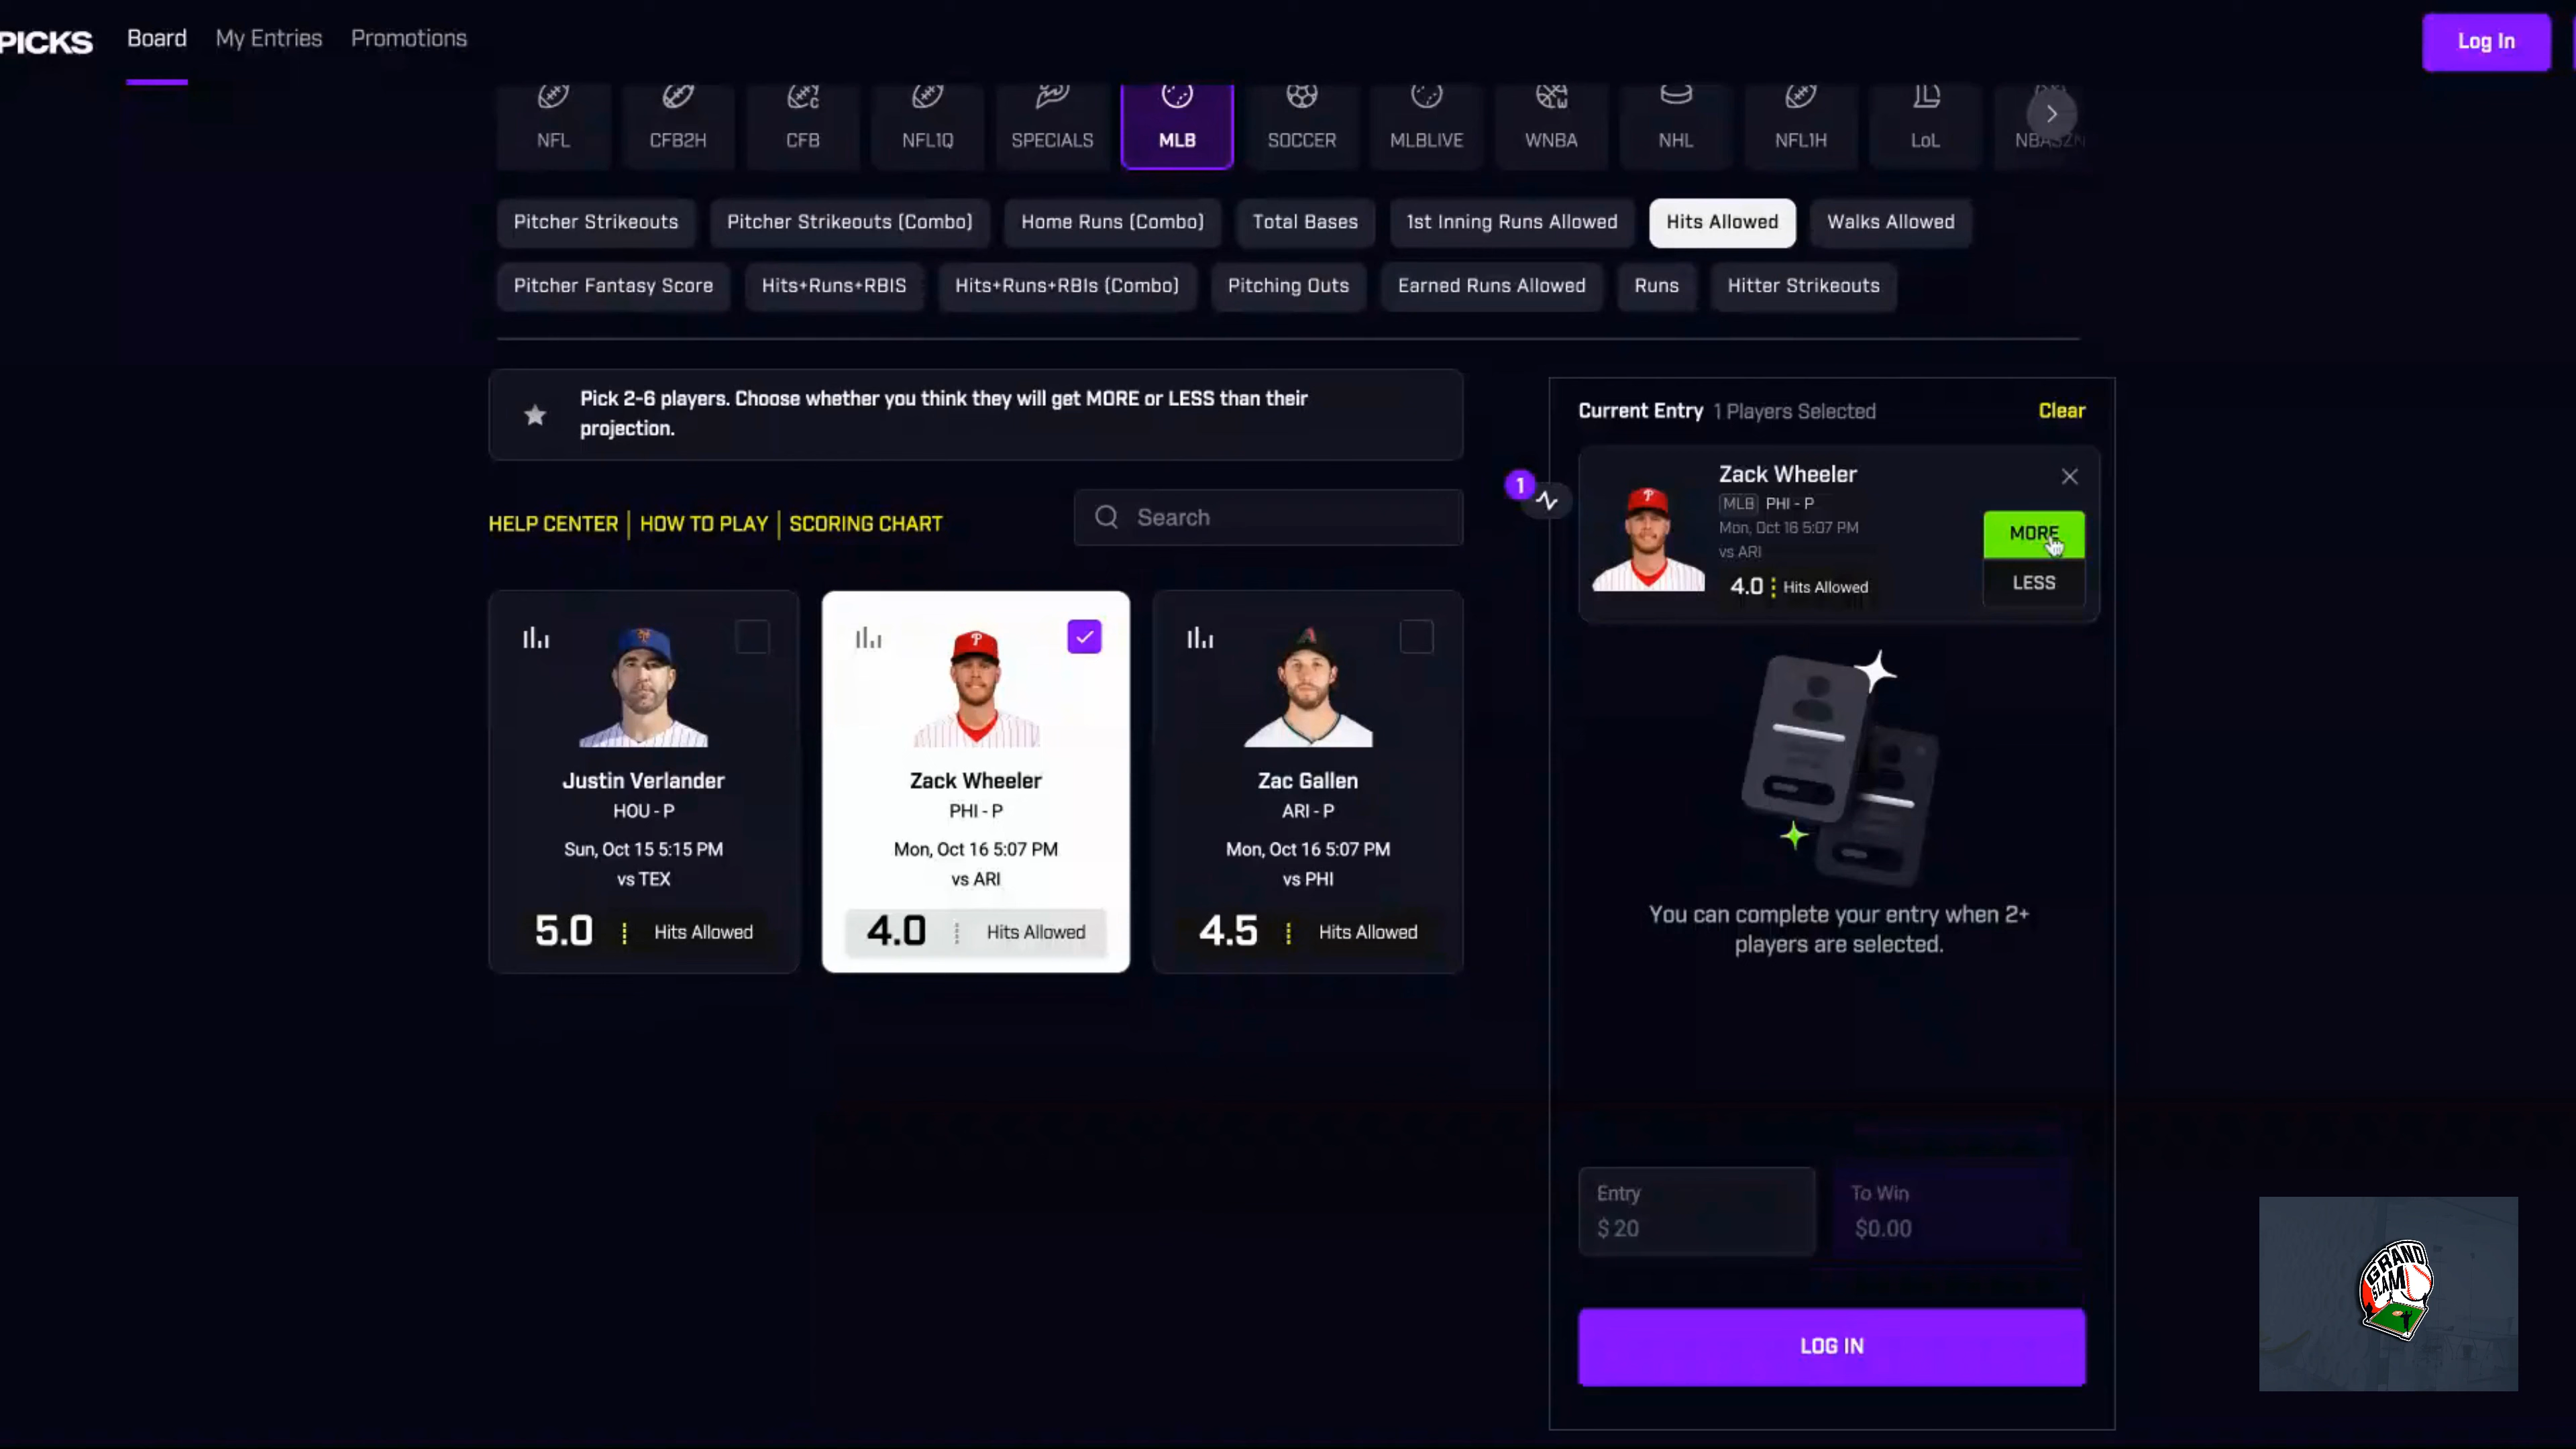 PICKS
Board
My Entries
Promotions
Log In
NFL
CFB2H
CFB
NFL1Q
SPECIALS
MLB
SOCCER
MLBLIVE
WNBA
NHL
NFL1H
LoL
NBASZN
Pitcher Strikeouts
Pitcher Strikeouts (Combo)
Home Runs (Combo)
Total Bases
1st Inning Runs Allowed
Hits Allowed
Walks Allowed
Pitcher Fantasy Score
Hits+Runs+RBIS
Hits+Runs+RBIs (Combo)
Pitching Outs
Earned Runs Allowed
Runs
Hitter Strikeouts
Pick 2-6 players. Choose whether you think they will get MORE or LESS than their
projection.
HELP CENTER
HOW TO PLAY
SCORING CHART
Search
Justin Verlander
HOU - P
Sun, Oct 15 5:15 PM
vs TEX
5.0 Hits Allowed
Zack Wheeler
PHI - P
Mon, Oct 16 5:07 PM
vs ARI
4.0 Hits Allowed
Zac Gallen
ARI - P
Mon, Oct 16 5:07 PM
vs PHI
4.5 Hits Allowed
Current Entry 1 Players Selected
Clear
1
Zack Wheeler
MLB PHI - P
Mon, Oct 16 5:07 PM
vs ARI
4.0 Hits Allowed
MORE
LESS
You can complete your entry when 2+
players are selected.
Entry
$ 20
To Win
$0.00
LOG IN
GRAND
SLAM